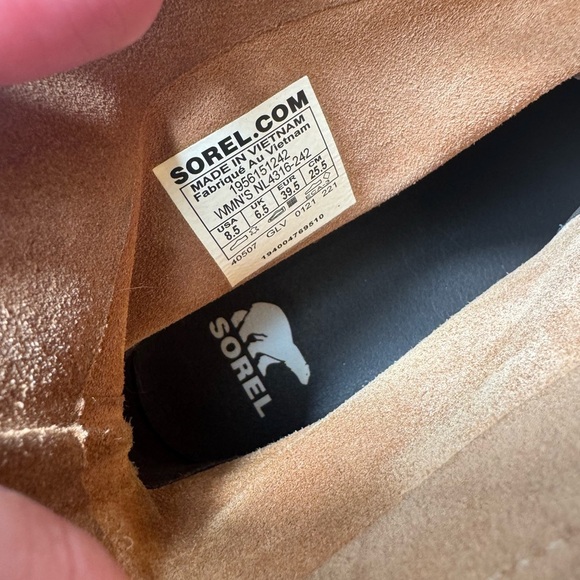 SOREL.COM
MADE IN VIETNAM
Fabriqué Au Vietnam
1956151242
WMN'S NL4316-242
USA UK EUR CM
8.5 6.5 39.5 25.5
40507 GLV 0121 221
194904769510
SOREL